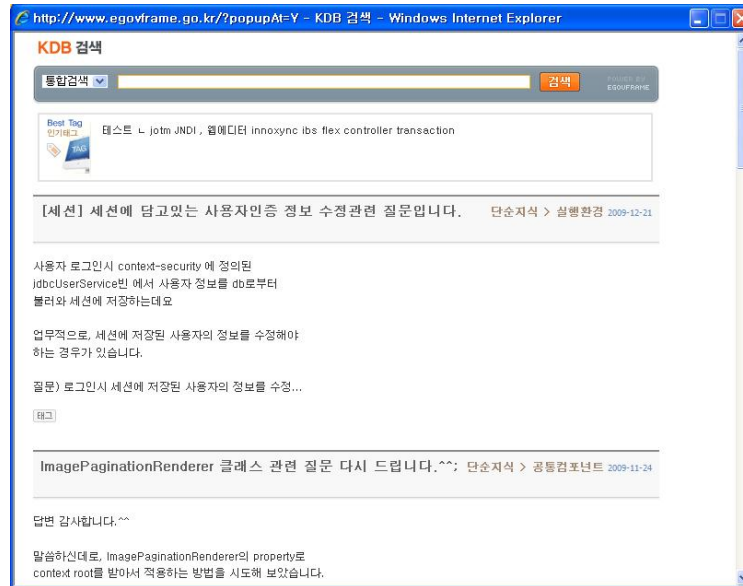 http://www.egovframe.go.kr/?popupAt=Y - KDB 검색 - Windows Internet Explorer
KDB 검색
통합검색 검색 POWERED BY
EGOVFRAME
Best Tag
인기태그 테스트 ㄴ jotm JNDI , 웹에디터 innoxync ibs flex controller transaction
TAG
[세션] 세션에 담고있는 사용자인증 정보 수정관련 질문입니다. 단순지식 > 실행환경 2009-12-21
사용자 로그인시 context-security 에 정의된
jdbcUserService빈 에서 사용자 정보를 db로부터
불러와 세션에 저장하는데요
업무적으로, 세션에 저장된 사용자의 정보를 수정해야
하는 경우가 있습니다.
질문) 로그인시 세션에 저장된 사용자의 정보를 수정...
태그
ImagePaginationRenderer 클래스 관련 질문 다시 드립니다.^^; 단순지식 > 공통컴포넌트 2009-11-24
답변 감사합니다.^^
말씀하신데로, ImagePaginationRenderer의 property로
context root를 받아서 적용하는 방법을 시도해 보았습니다.